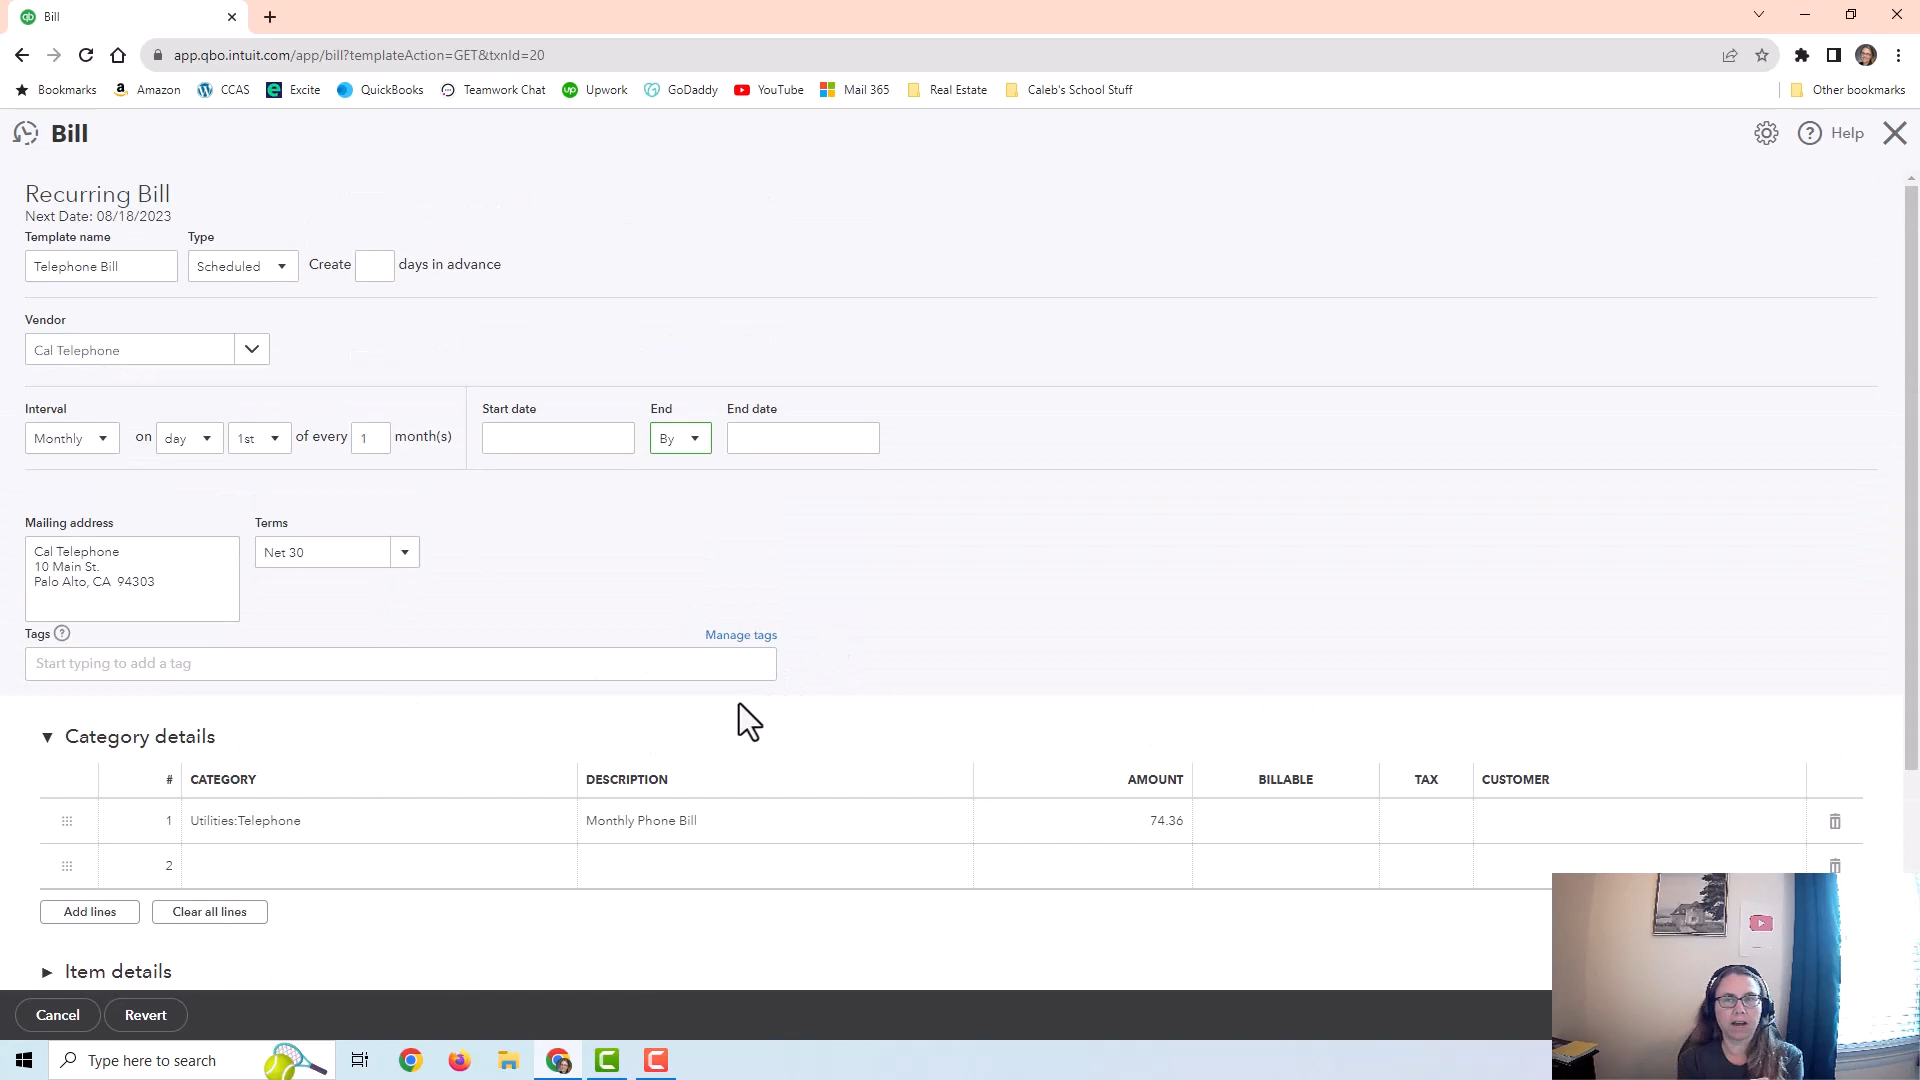 Bill
app.qbo.intuit.com/app/bill?templateAction=GET&txnId=20
Bookmarks Amazon CCAS Excite QuickBooks Teamwork Chat Upwork GoDaddy YouTube Mail 365 Real Estate Caleb's School Stuff Other bookmarks
Bill
Help
Recurring Bill
Next Date: 08/18/2023
Template name Type
Telephone Bill Scheduled Create days in advance
Vendor
Cal Telephone
Interval Start date End End date
Monthly on day 1st of every 1 month(s) By
Mailing address Terms
Cal Telephone
10 Main St.
Palo Alto, CA 94303
Net 30
Tags ? Manage tags
Start typing to add a tag
Category details
# CATEGORY DESCRIPTION AMOUNT BILLABLE TAX CUSTOMER
1 Utilities:Telephone Monthly Phone Bill 74.36
2
Add lines Clear all lines
Item details
Cancel Revert
Type here to search